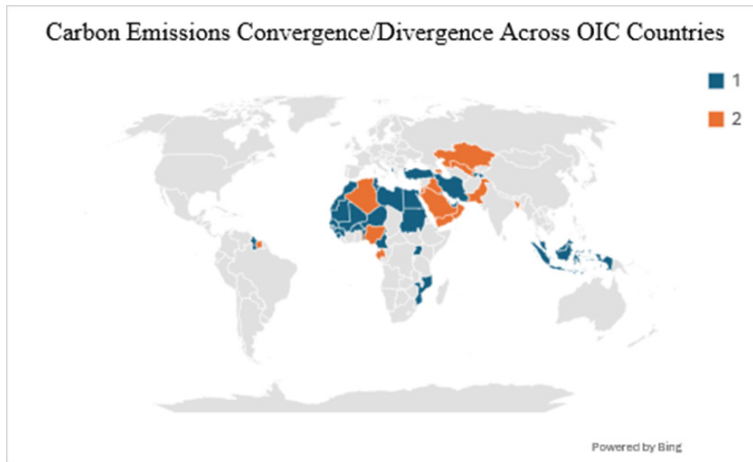 Carbon Emissions Convergence/Divergence Across OIC Countries
1
2
Powered by Bing